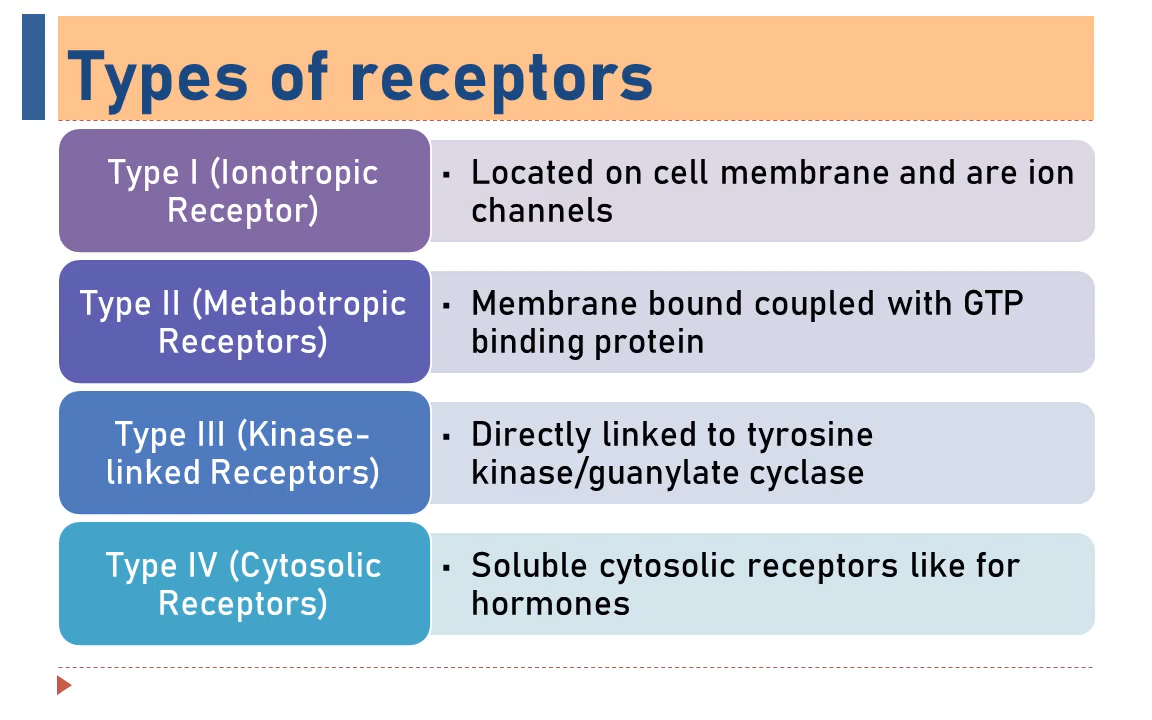 Types of receptors
Type I (Ionotropic
Receptor)
▪ Located on cell membrane and are ion
channels
Type II (Metabotropic
Receptors)
▪ Membrane bound coupled with GTP
binding protein
Type III (Kinase-
linked Receptors)
▪ Directly linked to tyrosine
kinase/guanylate cyclase
Type IV (Cytosolic
Receptors)
▪ Soluble cytosolic receptors like for
hormones